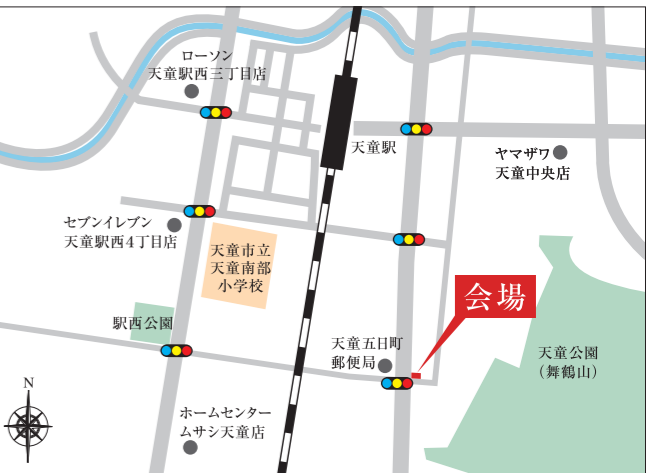 ローソン
天童駅西三丁目店
天童駅
ヤマザワ
天童中央店
セブンイレブン
天童駅西4丁目店
天童市立
天童南部
小学校
会場
駅西公園
天童五日町
郵便局
天童公園
（舞鶴山）
N
ホームセンター
ムサシ天童店